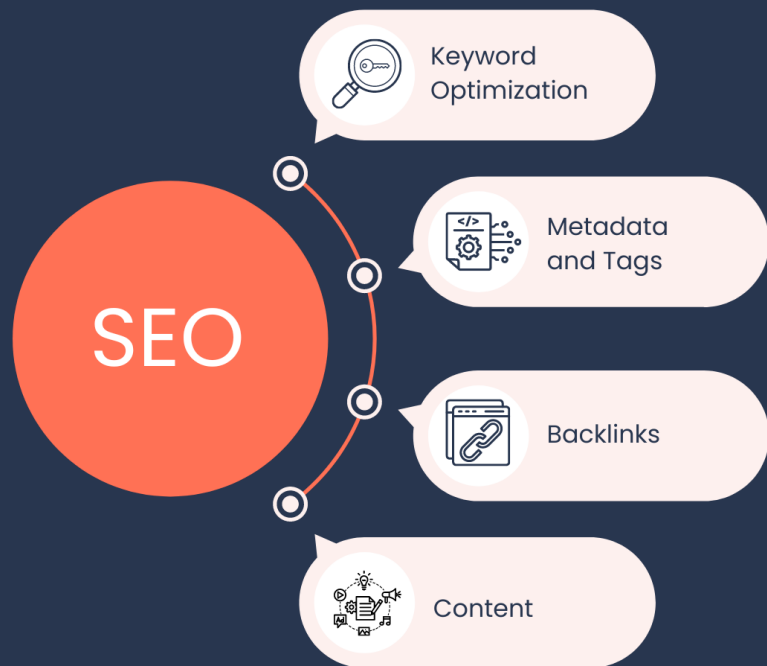 SEO
Keyword
Optimization
Metadata
and Tags
Backlinks
Content